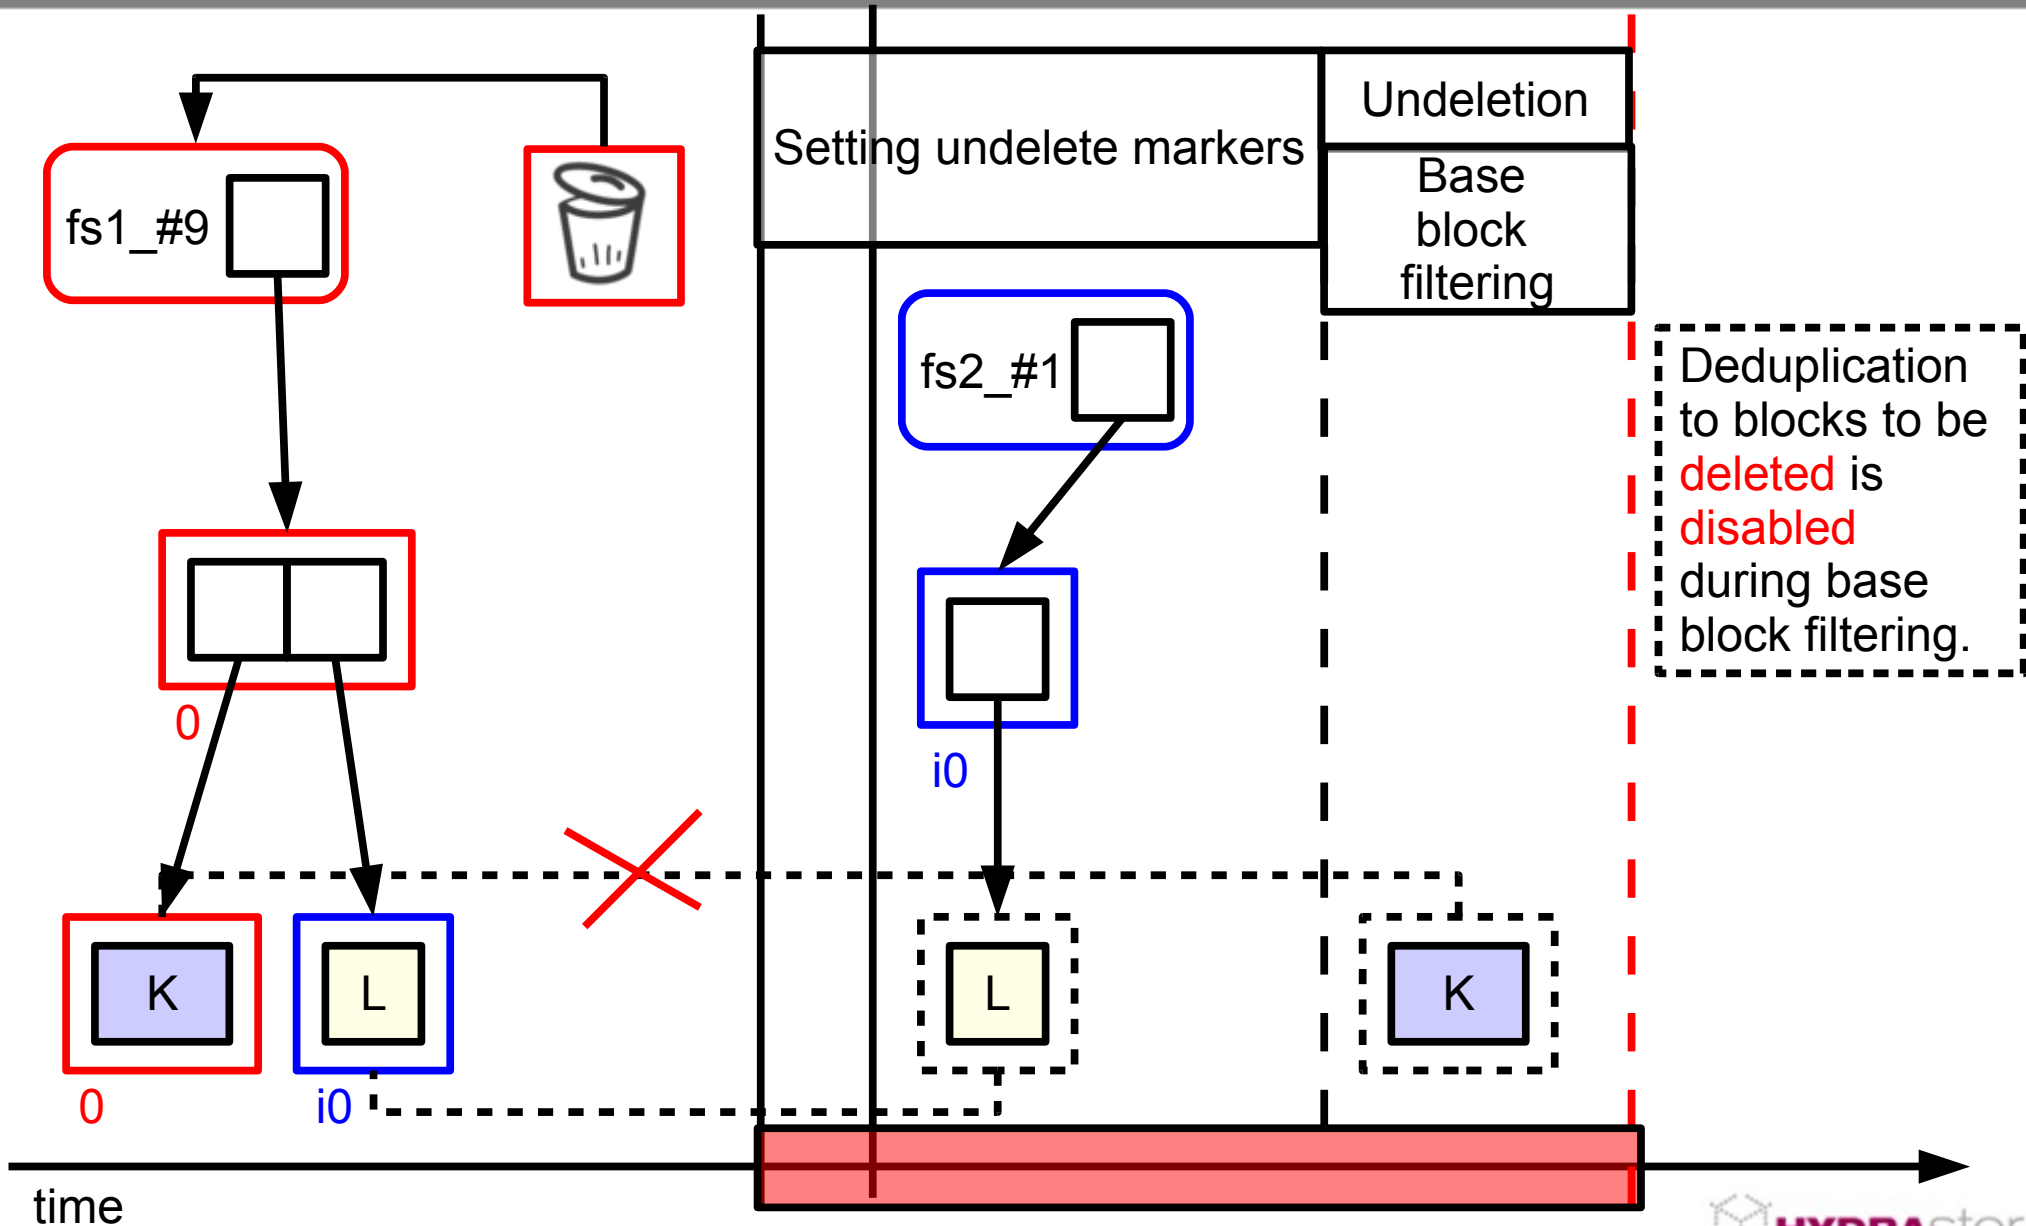 Setting undelete markers
Undeletion
Base
block
filtering
fs1_#9
fs2_#1
Deduplication
to blocks to be
deleted is
disabled
during base
block filtering.
0
i0
K
L
L
K
0
i0
time